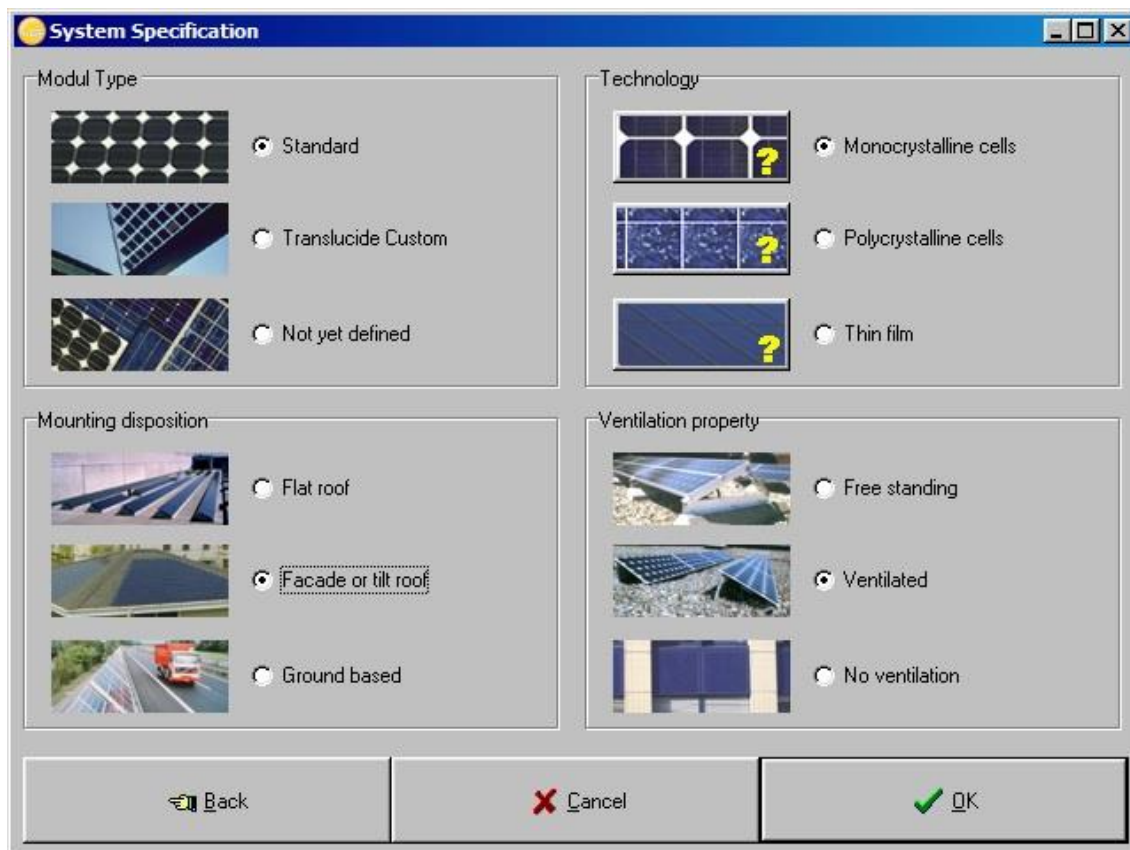 System Specification
Modul Type
Standard
Translucide Custom
Not yet defined
Technology
?
Monocrystalline cells
?
Polycrystalline cells
?
Thin film
Mounting disposition
Flat roof
Facade or tilt roof
Ground based
Ventilation property
Free standing
Ventilated
No ventilation
Back
Cancel
OK